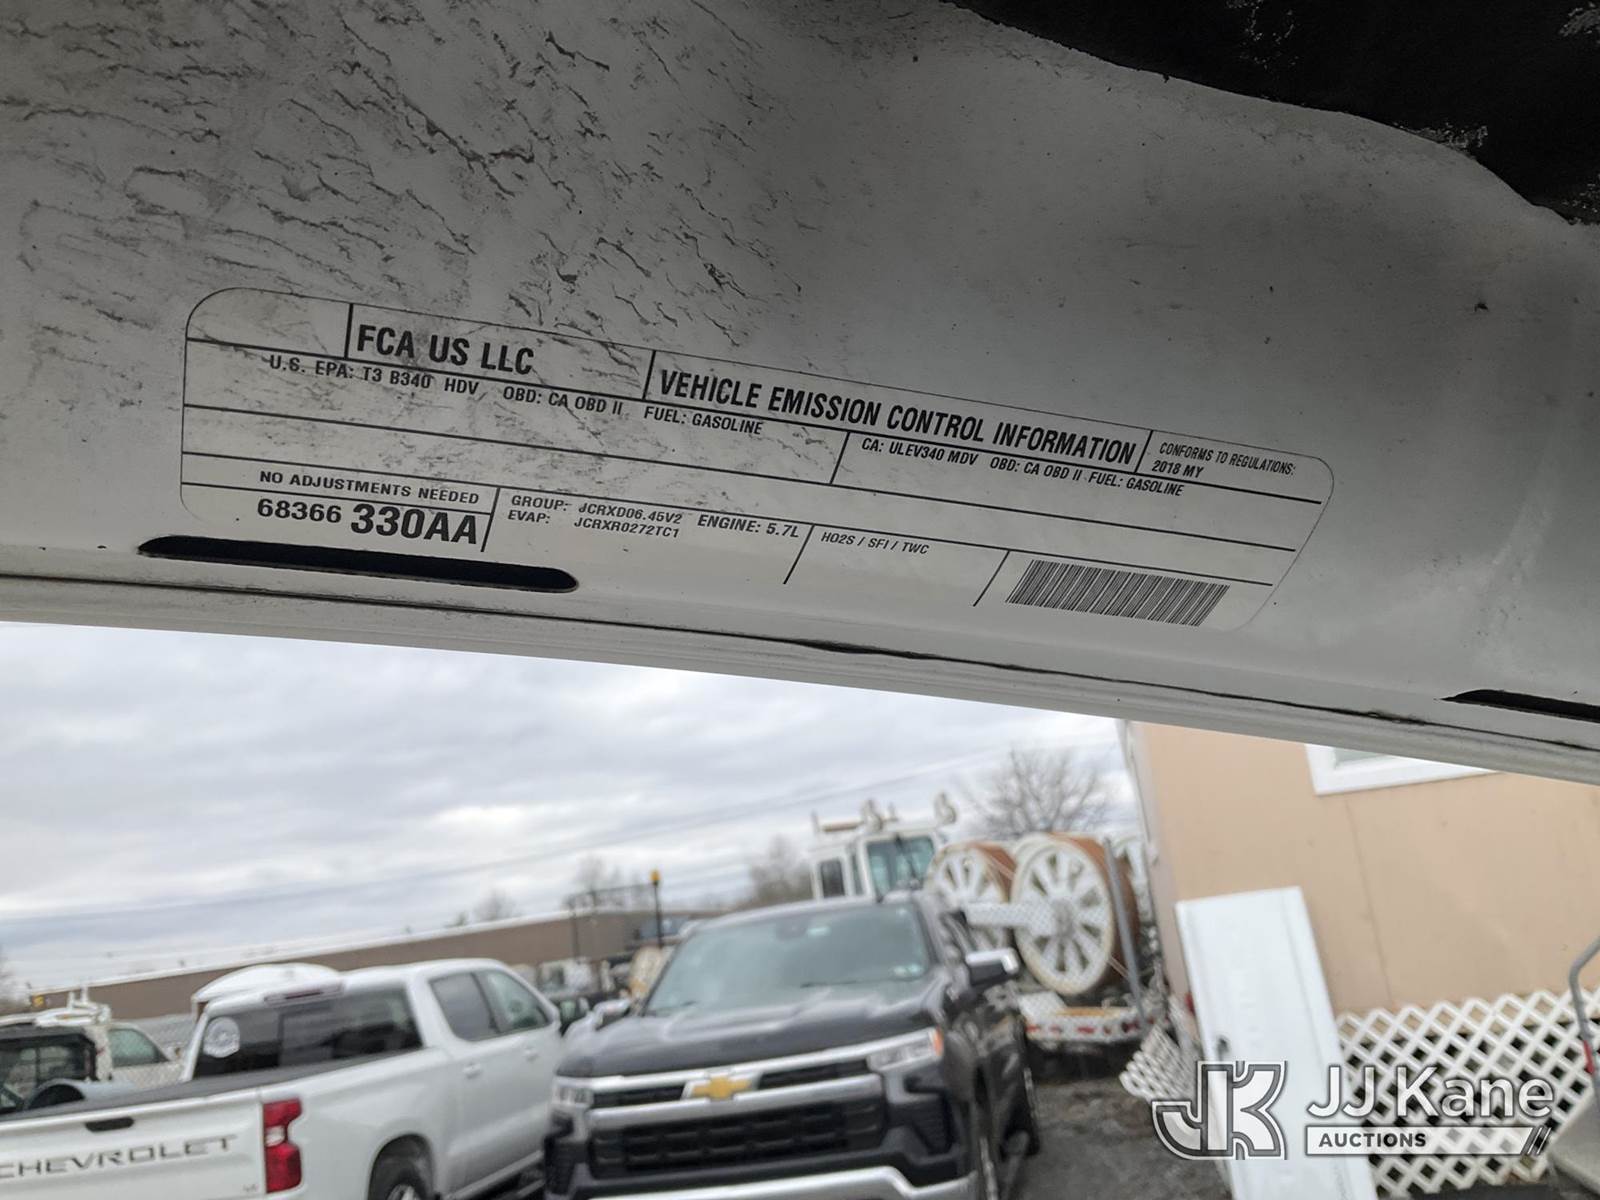 FCA US LLC
VEHICLE EMISSION CONTROL INFORMATION
CONFORMS TO REGULATIONS:
2018 MY
U.S. EPA: T3 B340 HDV OBD: CA OBD II FUEL: GASOLINE
CA: ULEV340 MDV OBD: CA OBD II FUEL: GASOLINE
NO ADJUSTMENTS NEEDED
68366 330AA
GROUP: JCRXD06.45V2 ENGINE: 5.7L
EVAP: JCRXR0272TC1
HO2S / SFI / TWC
CHEVROLET
JJ Kane
AUCTIONS